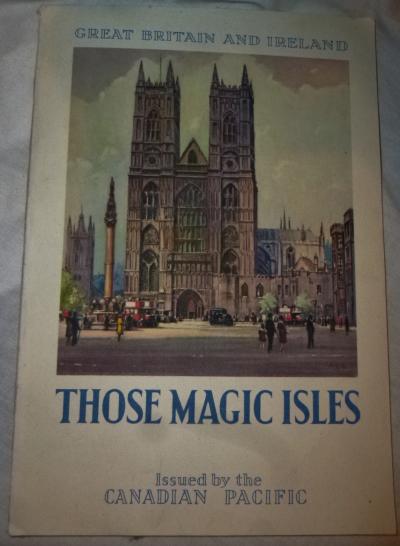 GREAT BRITAIN AND IRELAND
THOSE MAGIC ISLES
Issued by the
CANADIAN PACIFIC